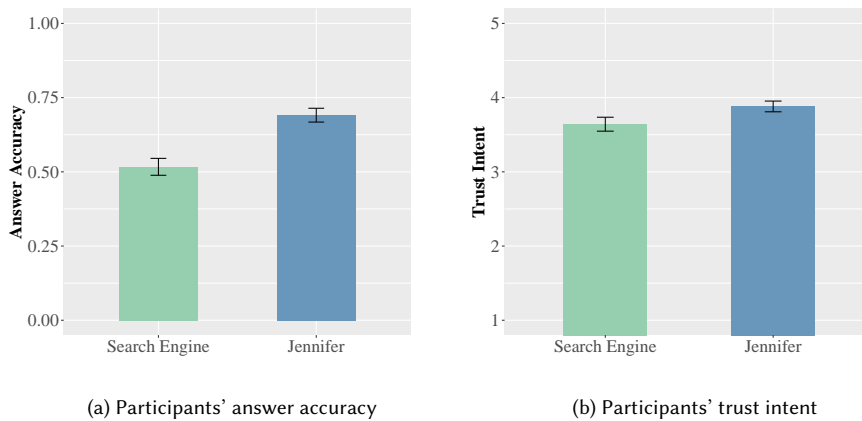 1.00
0.75
0.50
0.25
0.00
Answer Accuracy
Search Engine
Jennifer
(a) Participants' answer accuracy
5
4
3
2
1
Trust Intent
Search Engine
Jennifer
(b) Participants' trust intent